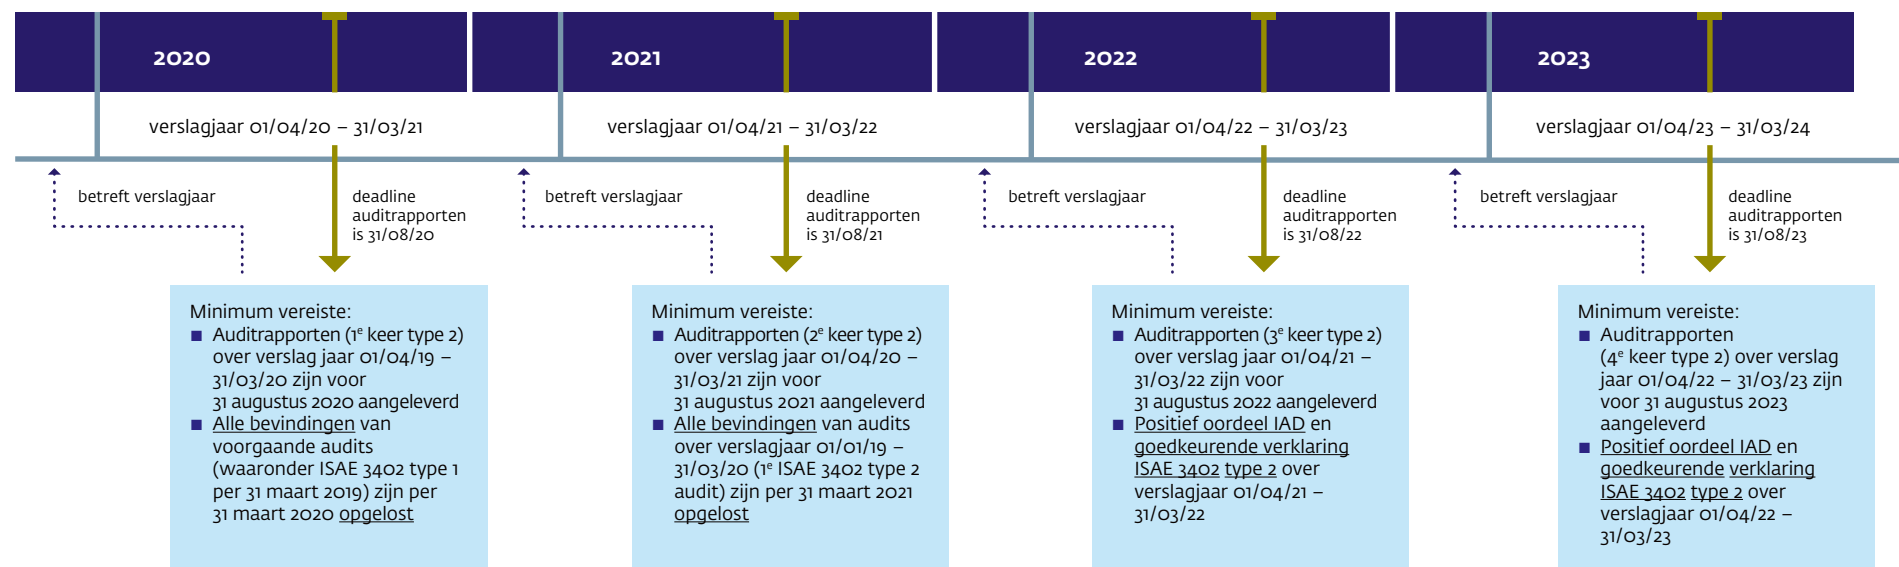 2020
2021
2022
2023
verslagjaar 01/04/20 – 31/03/21
verslagjaar 01/04/21 – 31/03/22
verslagjaar 01/04/22 – 31/03/23
verslagjaar 01/04/23 – 31/03/24
betreft verslagjaar
deadline
auditrapporten
is 31/08/20
betreft verslagjaar
deadline
auditrapporten
is 31/08/21
betreft verslagjaar
deadline
auditrapporten
is 31/08/22
betreft verslagjaar
deadline
auditrapporten
is 31/08/23
Minimum vereiste:
■ Auditrapporten (1e keer type 2)
over verslag jaar 01/04/19 –
31/03/20 zijn voor
31 augustus 2020 aangeleverd
■ Alle bevindingen van
voorgaande audits
(waaronder ISAE 3402 type 1
per 31 maart 2019) zijn per
31 maart 2020 opgelost
Minimum vereiste:
■ Auditrapporten (2e keer type 2)
over verslag jaar 01/04/20 –
31/03/21 zijn voor
31 augustus 2021 aangeleverd
■ Alle bevindingen van audits
over verslagjaar 01/01/19 –
31/03/20 (1e ISAE 3402 type 2
audit) zijn per 31 maart 2021
opgelost
Minimum vereiste:
■ Auditrapporten (3e keer type 2)
over verslag jaar 01/04/21 –
31/03/22 zijn voor
31 augustus 2022 aangeleverd
■ Positief oordeel IAD en
goedkeurende verklaring
ISAE 3402 type 2 over
verslagjaar 01/04/21 –
31/03/22
Minimum vereiste:
■ Auditrapporten
(4e keer type 2) over verslag
jaar 01/04/22 – 31/03/23 zijn
voor 31 augustus 2023
aangeleverd
■ Positief oordeel IAD en
goedkeurende verklaring
ISAE 3402 type 2 over
verslagjaar 01/04/22 –
31/03/23